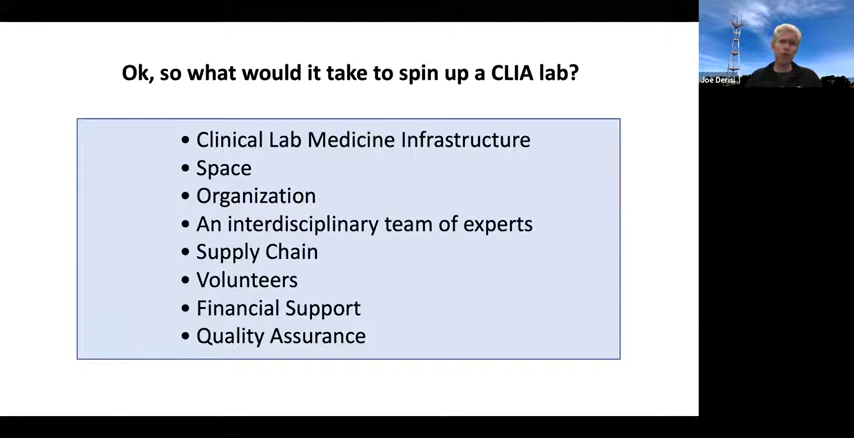 Ok, so what would it take to spin up a CLIA lab?
• Clinical Lab Medicine Infrastructure
• Space
• Organization
• An interdisciplinary team of experts
• Supply Chain
• Volunteers
• Financial Support
• Quality Assurance
Joe Derisi